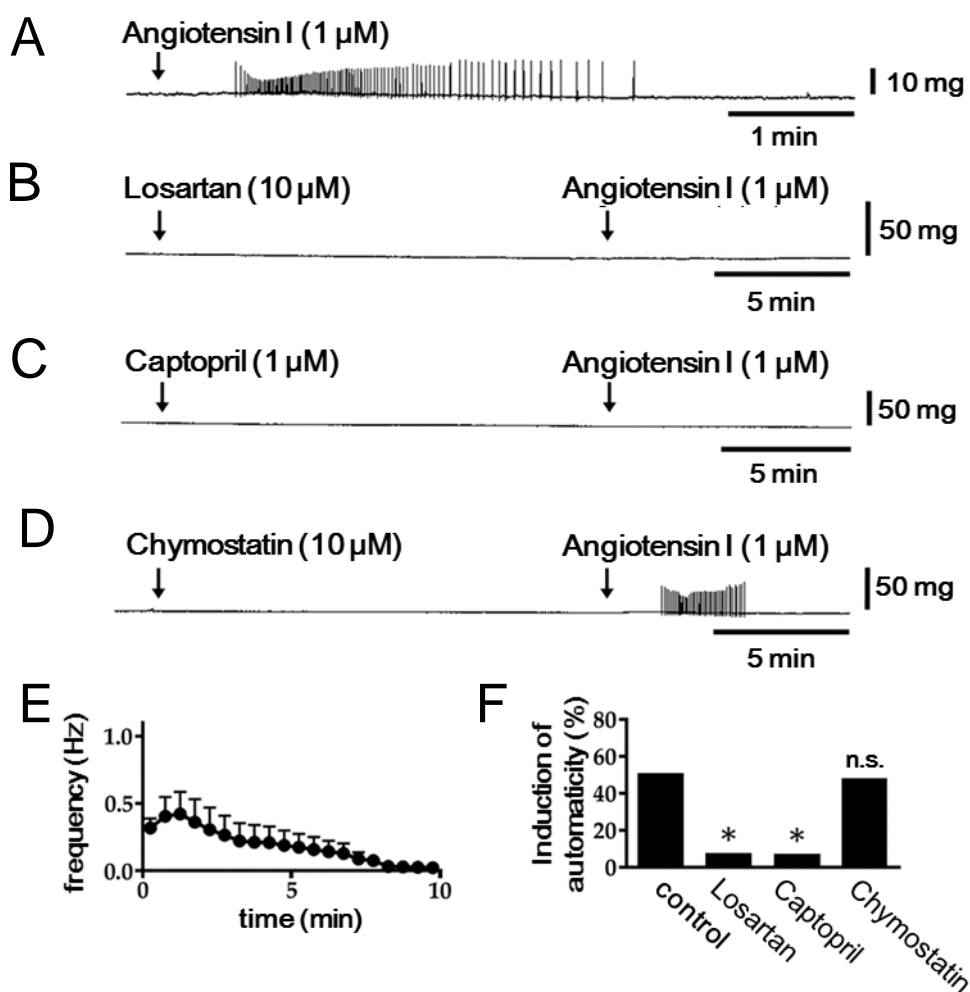 A
Angiotensin I (1 µM)
10 mg
1 min
B
Losartan (10 µM)
Angiotensin I (1 µM)
50 mg
5 min
C
Captopril (1 µM)
Angiotensin I (1 µM)
50 mg
5 min
D
Chymostatin (10 µM)
Angiotensin I (1 µM)
50 mg
5 min
E
frequency (Hz)
1.0
0.5
0.0
0
5
10
time (min)
F
Induction of
automaticity (%)
80
60
40
20
0
*
*
n.s.
control
Losartan
Captopril
Chymostatin